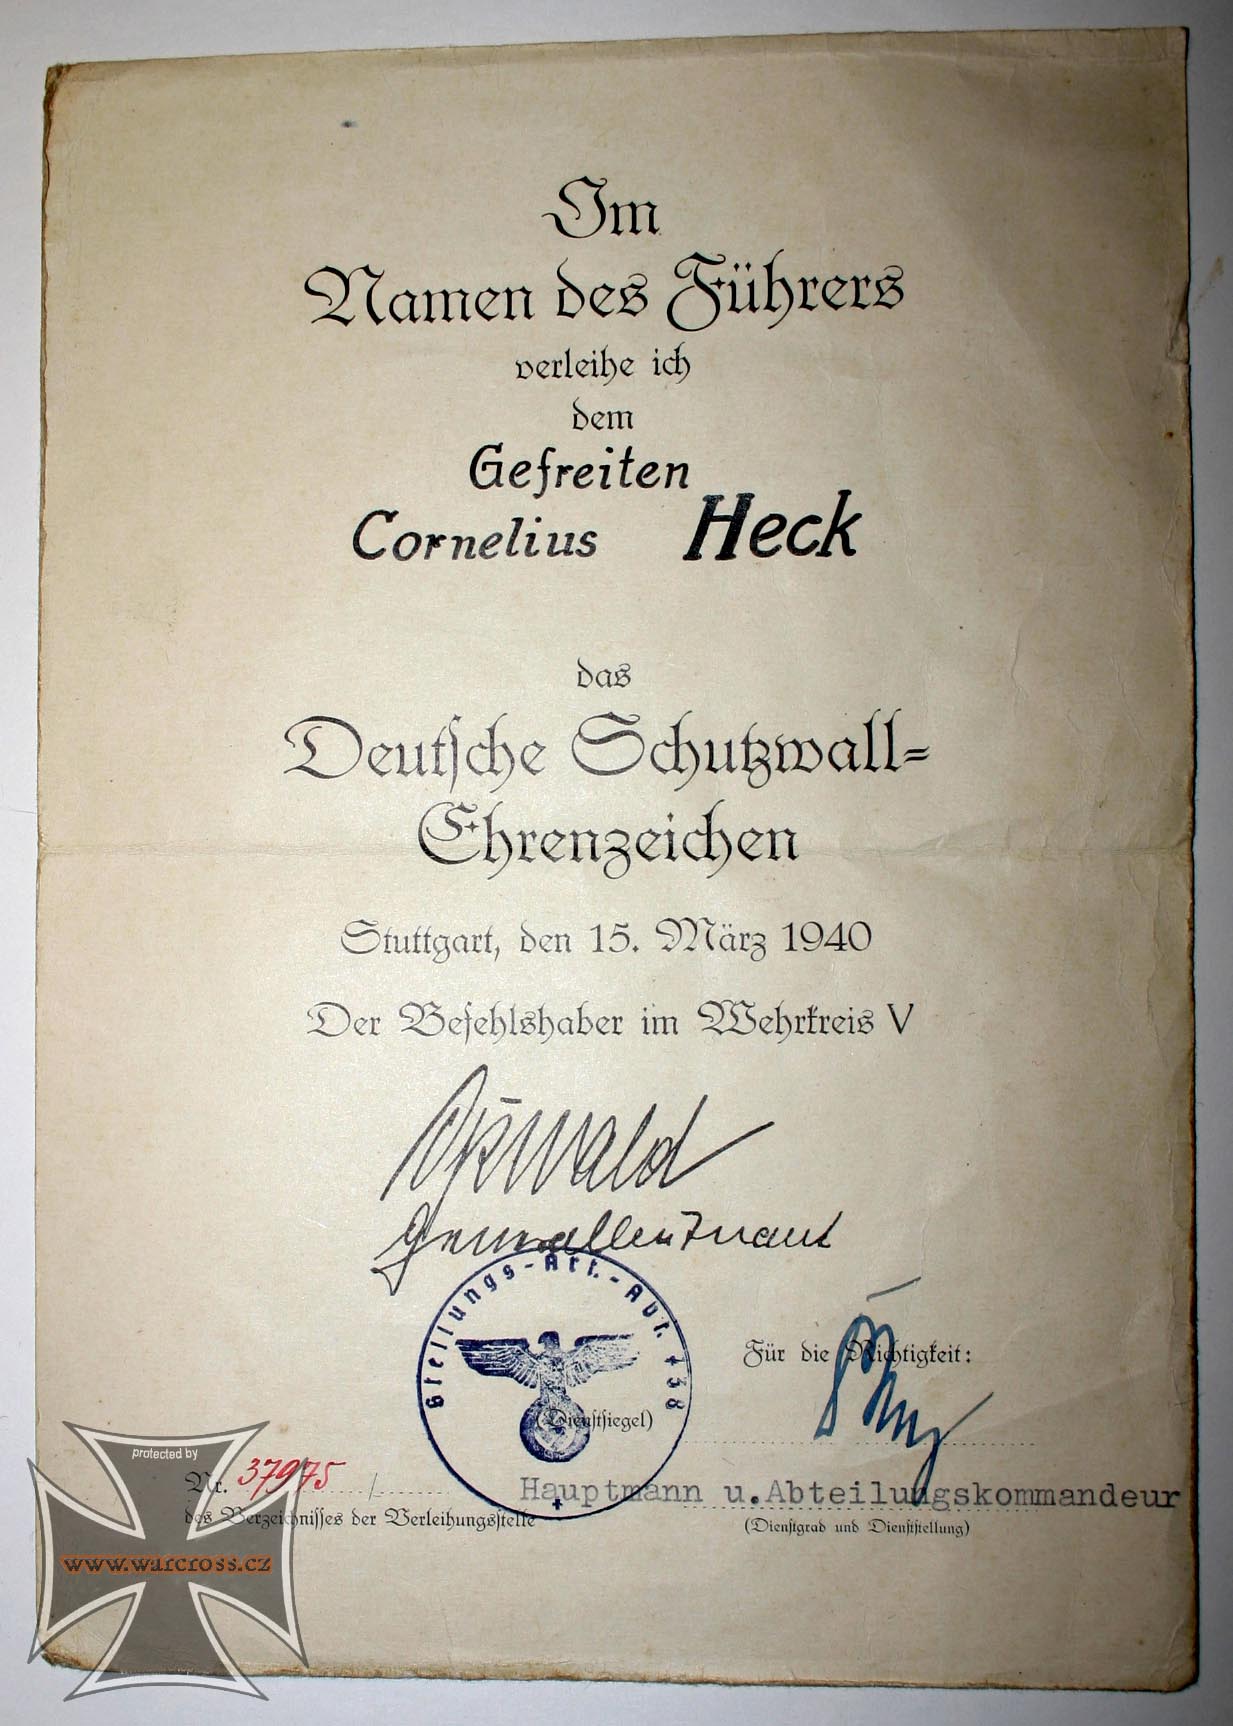 Im
Namen des Führers
verleihe ich
dem
Gefreiten
Cornelius Heck
das
Deutsche Schutzwall=
Ehrenzeichen
Stuttgart, den 15. März 1940
Der Befehlshaber im Wehrkreis V
Oßwald
Generalleutnant
Stellungs-Art.-Abt. 438
(Dienstsiegel)
Für die Richtigkeit:
protected by
Nr. 37975 /
des Verzeichnisses der Verleihungsstelle
Hauptmann u.Abteilungskommandeur
(Dienstgrad und Dienststellung)
www.warcross.cz